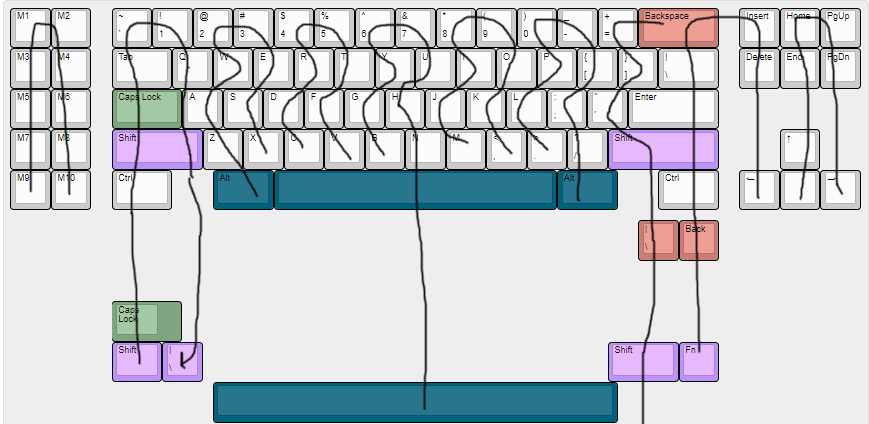 M1 M2 ~ ! @ # $ % ^ & * ( ) _ + Backspace Insert Home PgUp
` 1 2 3 4 5 6 7 8 9 0 - =
M3 M4 Tab Q W E R T Y U I O P { } | Delete End PgDn
[ ] \
M5 M6 Caps Lock A S D F G H J K L : " Enter
; '
M7 M8 Shift Z X C V B N M < > ? Shift ↑
, . /
M9 M10 Ctrl Alt Alt Ctrl ← ↓ →
| Back
\
Caps
Lock
Shift | Shift Fn
\